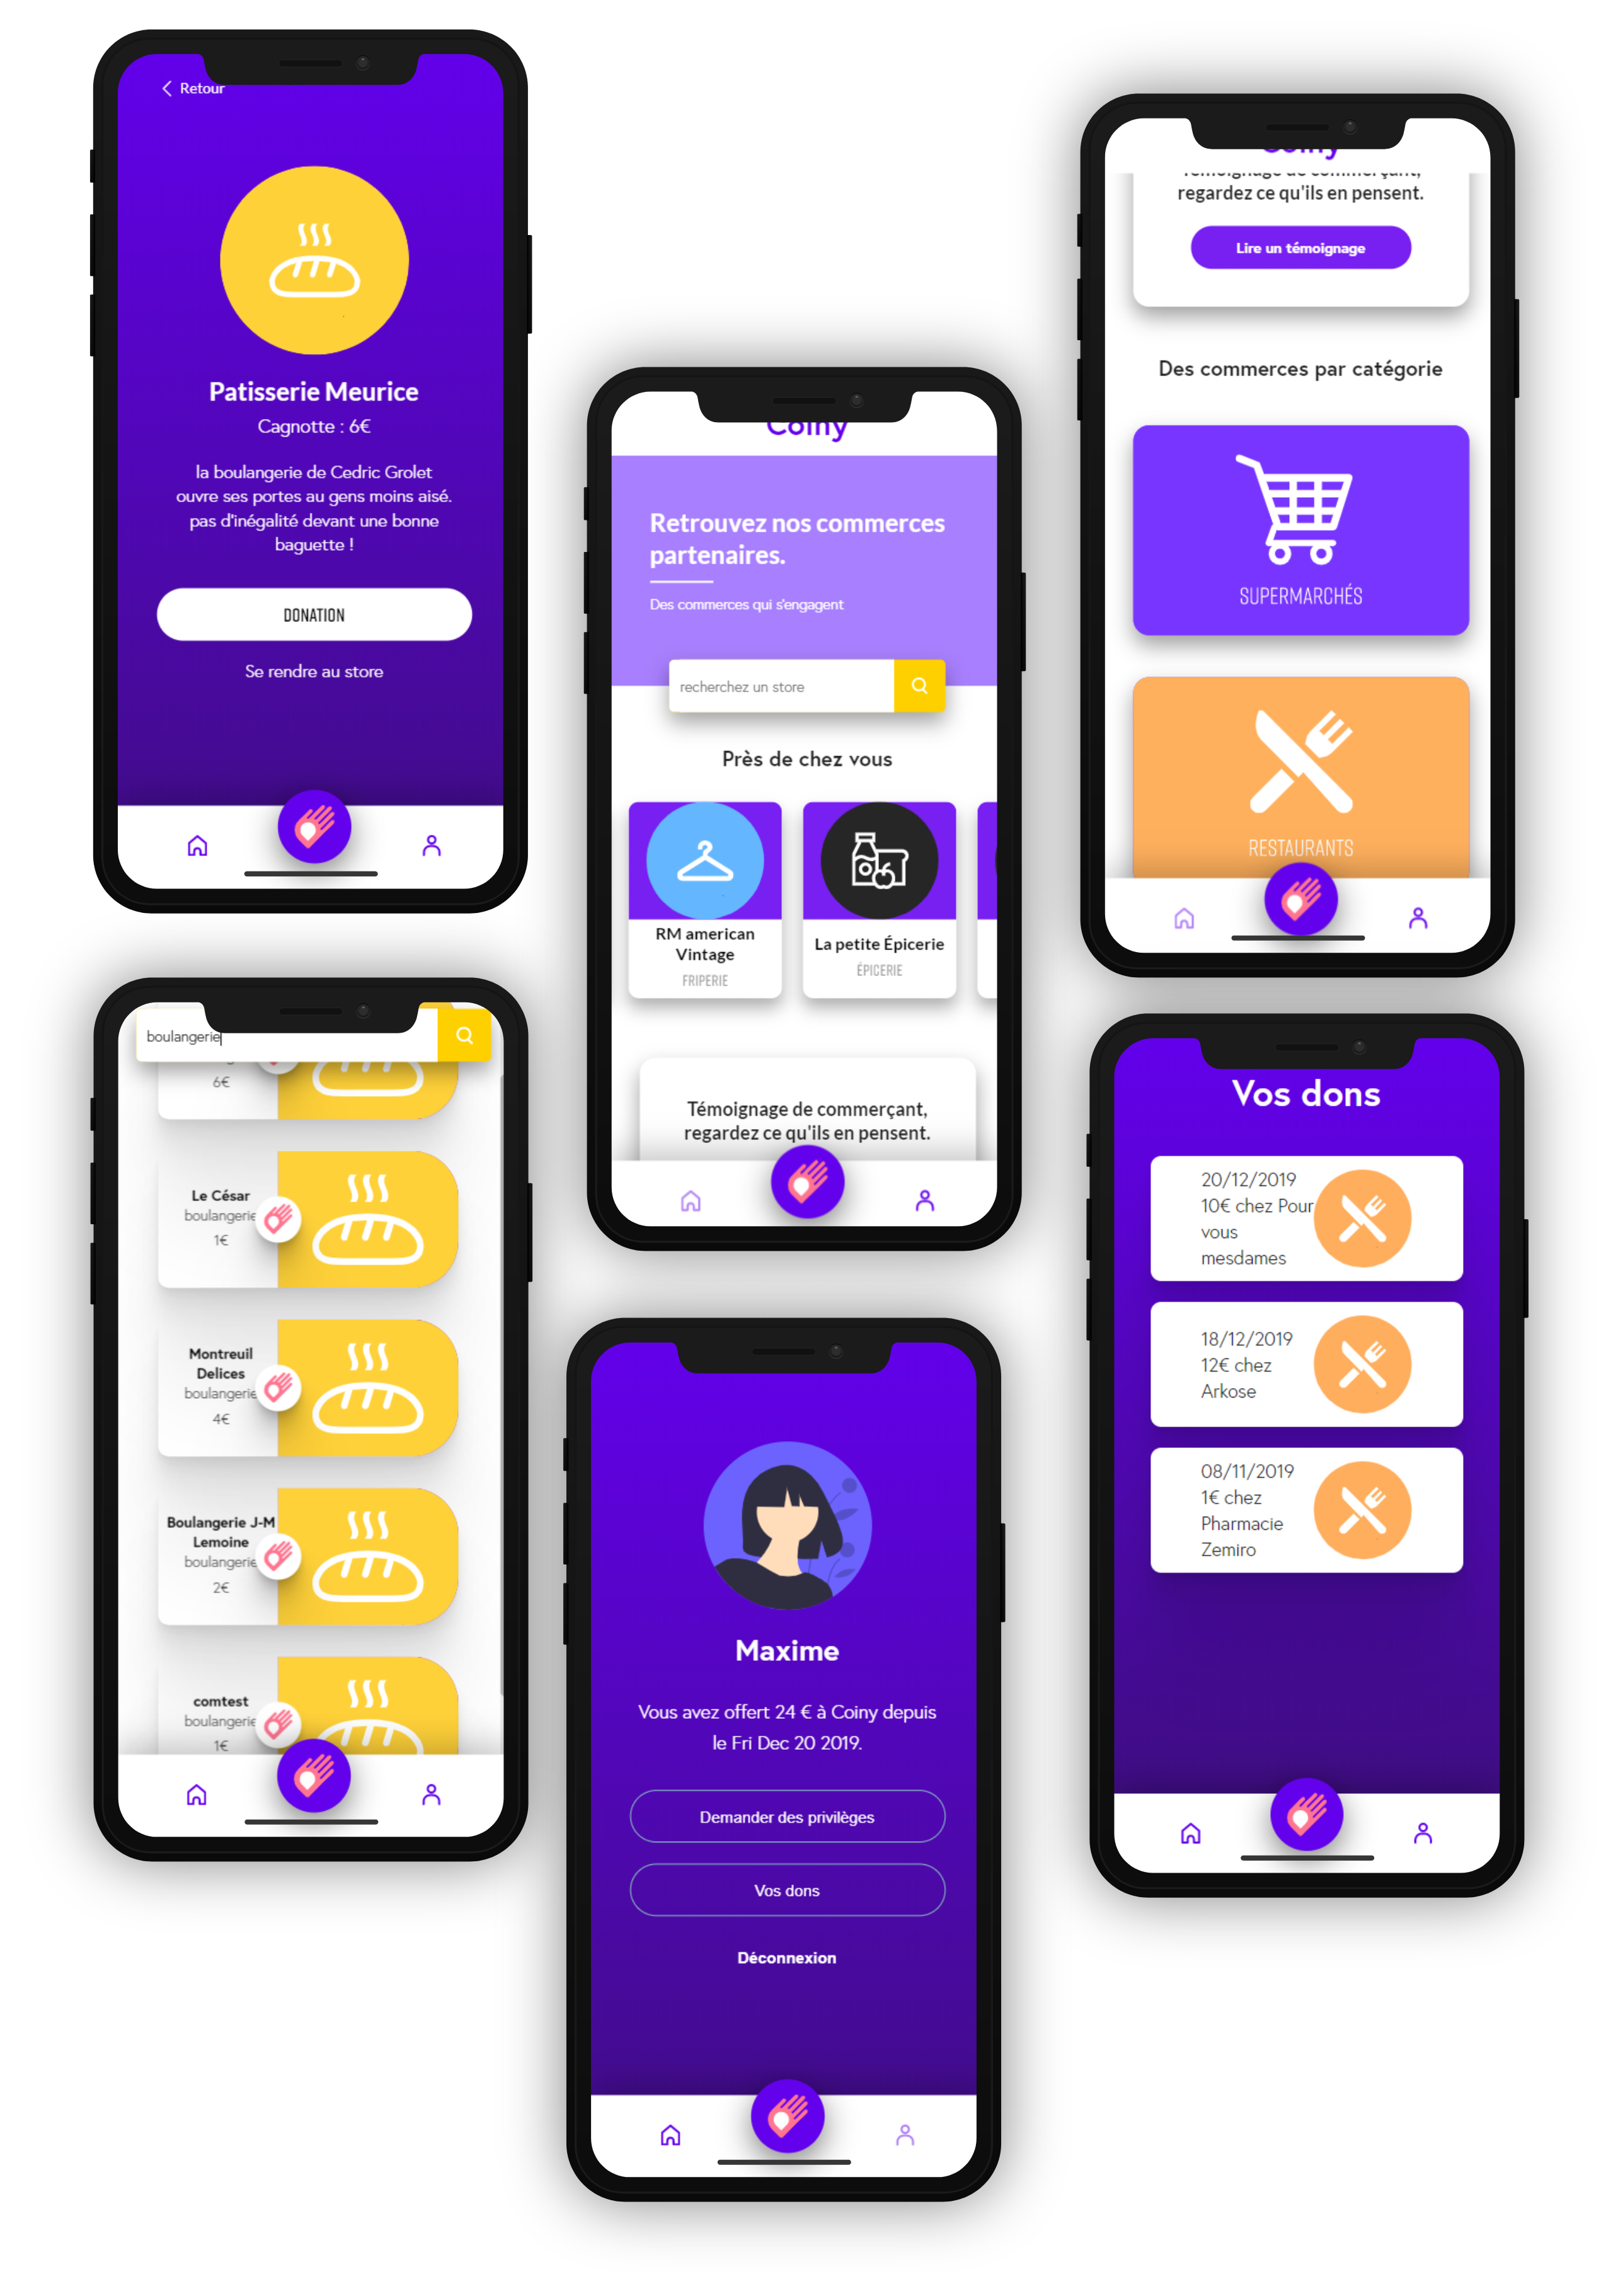 Retour
Patisserie Meurice
Cagnotte : 6€
la boulangerie de Cedric Grolet
ouvre ses portes au gens moins aisé.
pas d'inégalité devant une bonne
baguette !
DONATION
Se rendre au store
Coiny
Retrouvez nos commerces
partenaires.
Des commerces qui s'engagent
recherchez un store
Près de chez vous
RM american
Vintage
FRIPERIE
La petite Épicerie
ÉPICERIE
Témoignage de commerçant,
regardez ce qu'ils en pensent.
Coiny
Témoignage de commerçant,
regardez ce qu'ils en pensent.
Lire un témoignage
Des commerces par catégorie
SUPERMARCHÉS
RESTAURANTS
boulangerie
6€
Le César
boulangerie
1€
Montreuil
Delices
boulangerie
4€
Boulangerie J-M
Lemoine
boulangerie
2€
comtest
boulangerie
1€
Maxime
Vous avez offert 24 € à Coiny depuis
le Fri Dec 20 2019.
Demander des privilèges
Vos dons
Déconnexion
Vos dons
20/12/2019
10€ chez Pour
vous
mesdames
18/12/2019
12€ chez
Arkose
08/11/2019
1€ chez
Pharmacie
Zemiro